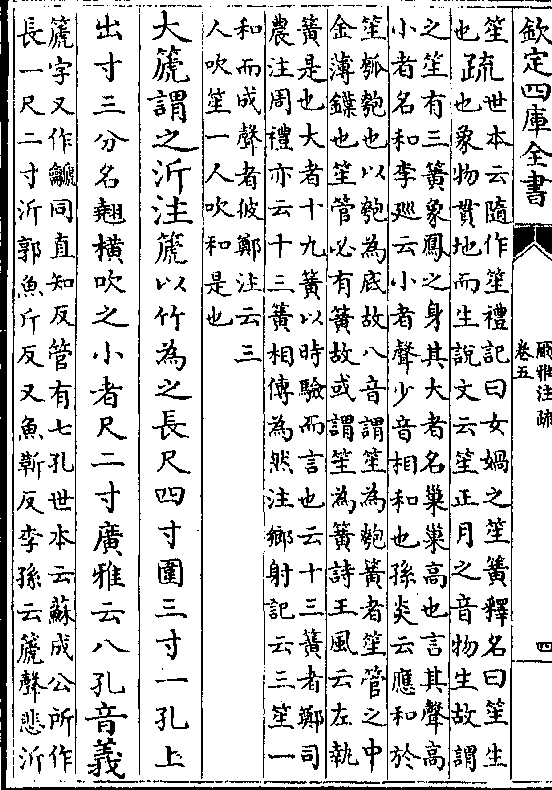 欽定四庫全書
爾雅注疏
卷五
四
笙世本云隨作笙禮記曰女媧之笙簧釋名曰笙生
也疏也象物貫地而生說文云笙正月之音物生故謂
之笙有三簧象鳳之身其大者名巢巢高也言其聲高
小者名和李廵云小者聲少音相和也孫炎云應和於
笙瓠匏也以匏為底故八音謂笙為匏簧者笙管之中
金薄鍱也笙管必有簧故或謂笙為簧詩王風云左執
簧是也大者十九簧以時驗而言也云十三簧者鄭司
農注周禮亦云十三簧相傳為然注鄉射記云三笙一
和而成聲者彼鄭注云三
人吹笙一人吹和是也
大篪謂之沂注篪以竹為之長尺四寸圍三寸一孔上
出寸三分名翹横吹之小者尺二寸廣雅云八孔音義
篪字又作鷈同直知反管有七孔世本云蘇成公所作
長一尺二寸沂郭魚斤反又魚靳反李孫云篪聲悲沂